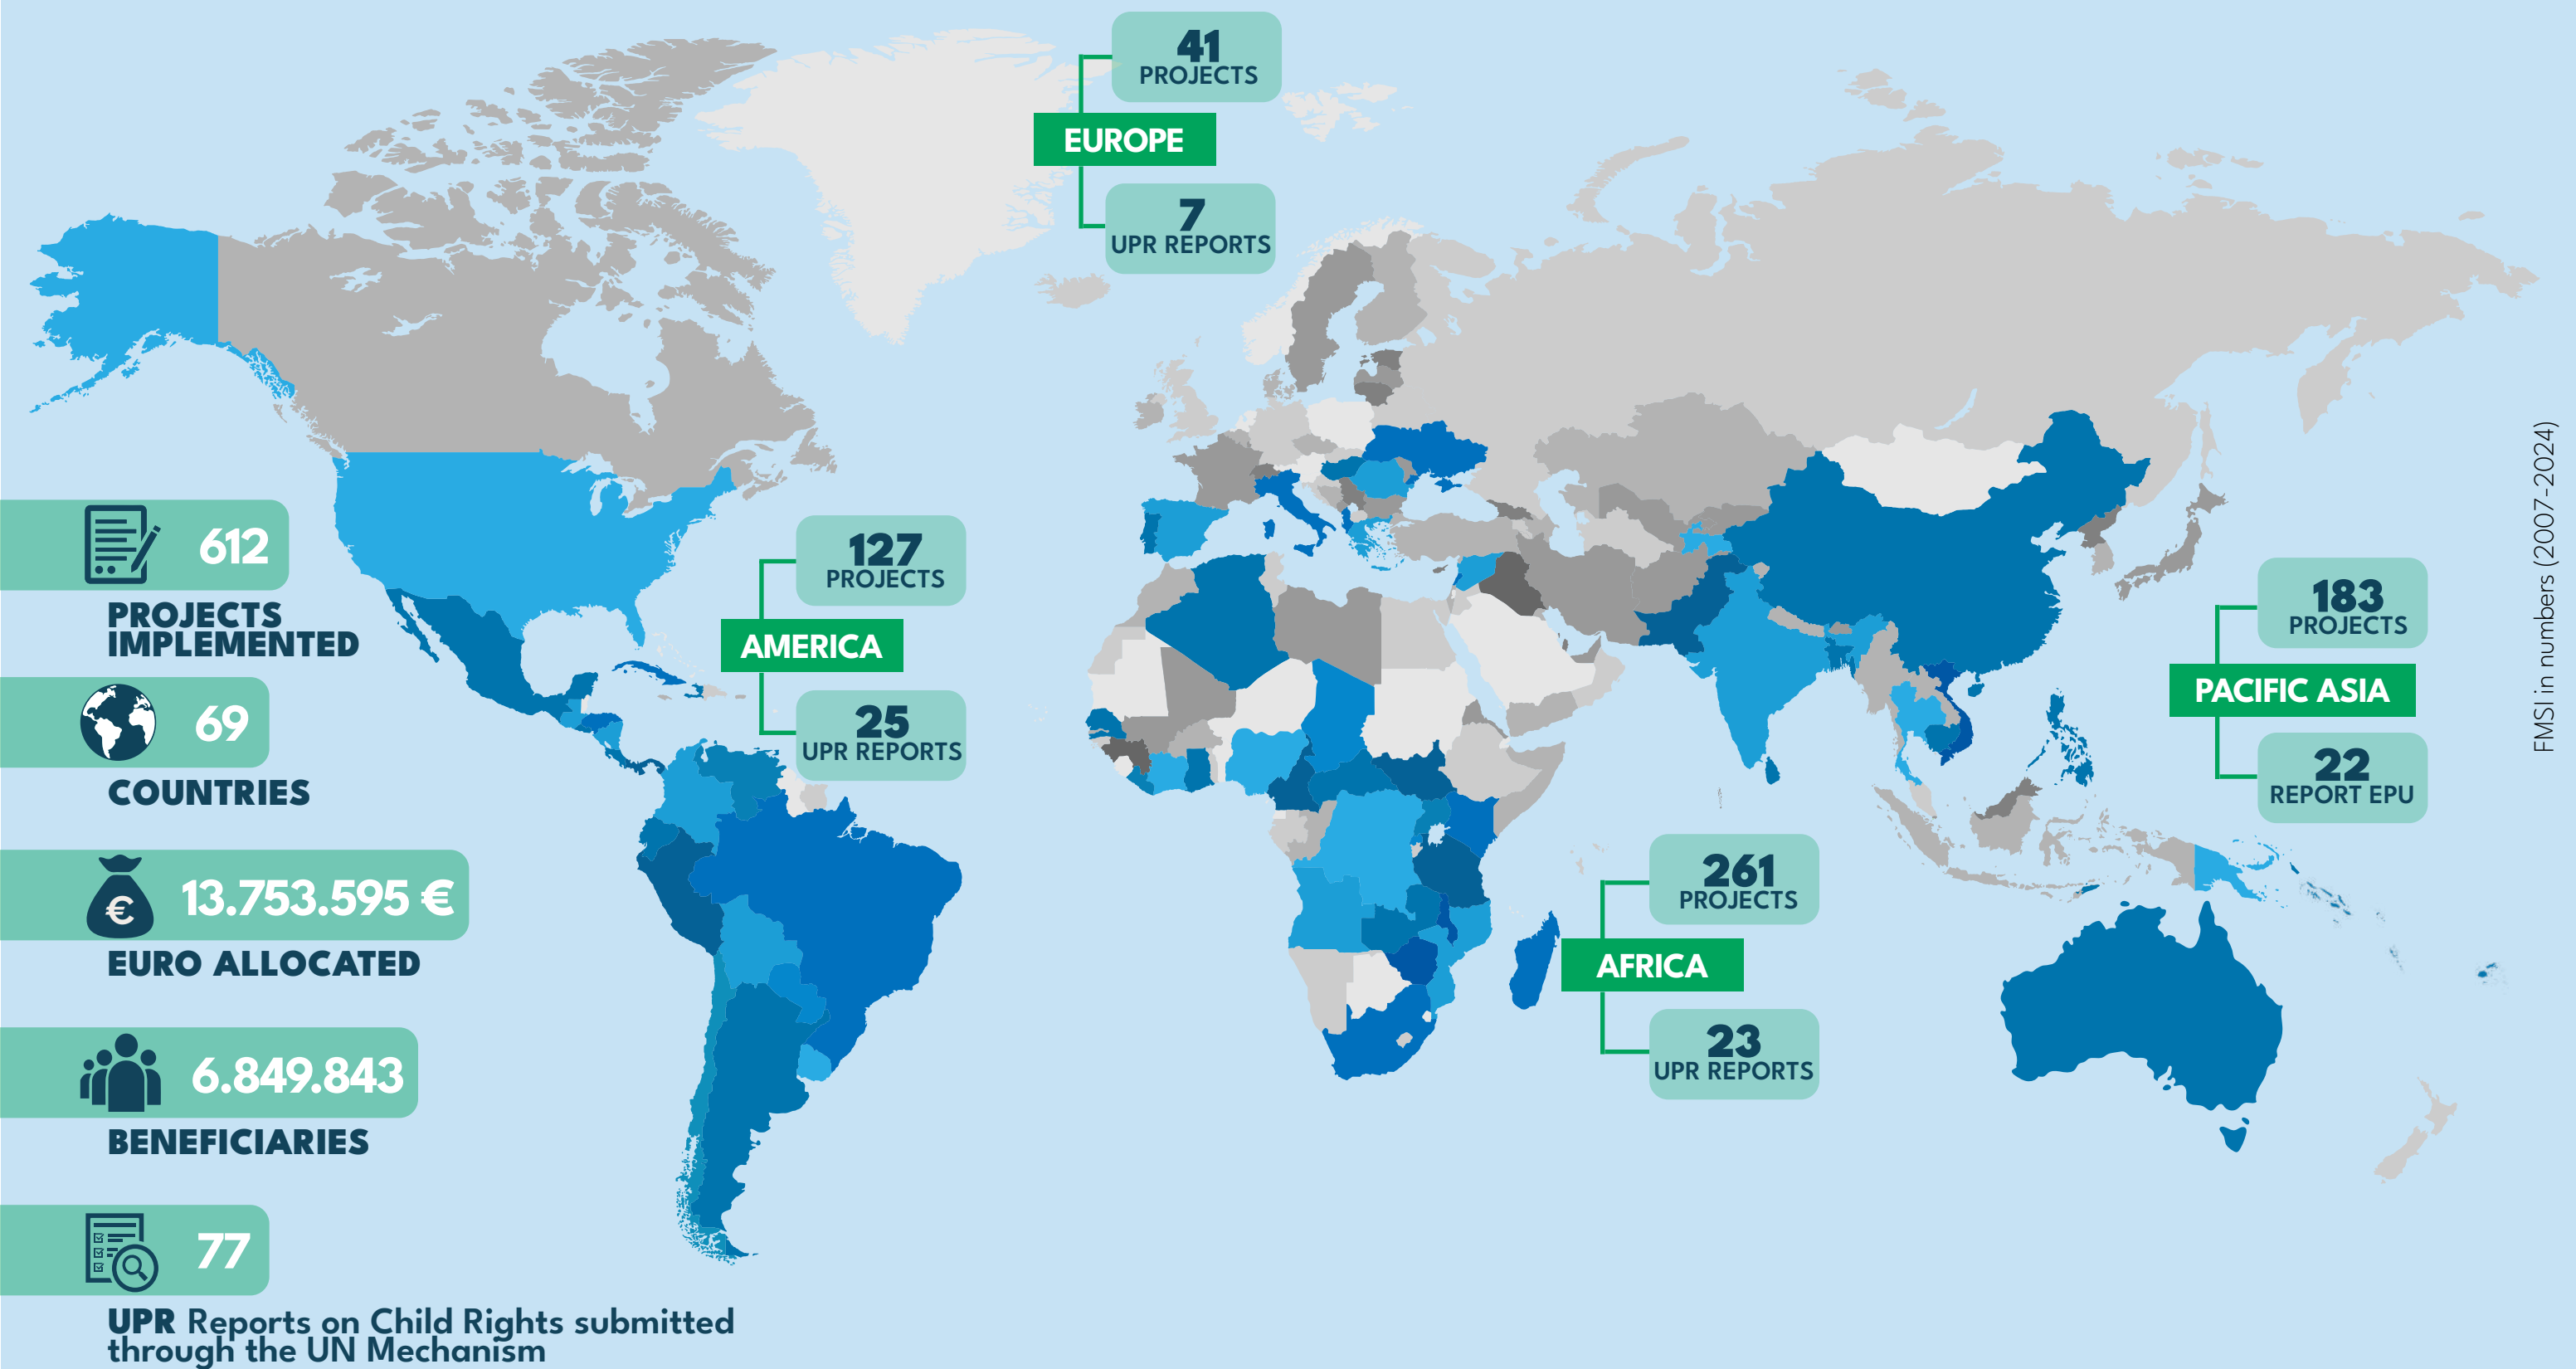 41
PROJECTS
EUROPE
7
UPR REPORTS
612
PROJECTS
IMPLEMENTED
69
COUNTRIES
13.753.595 €
€
EURO ALLOCATED
6.849.843
BENEFICIARIES
77
UPR Reports on Child Rights submitted
through the UN Mechanism
127
PROJECTS
AMERICA
25
UPR REPORTS
261
PROJECTS
AFRICA
23
UPR REPORTS
183
PROJECTS
PACIFIC ASIA
22
REPORT EPU
FMSI in numbers (2007-2024)